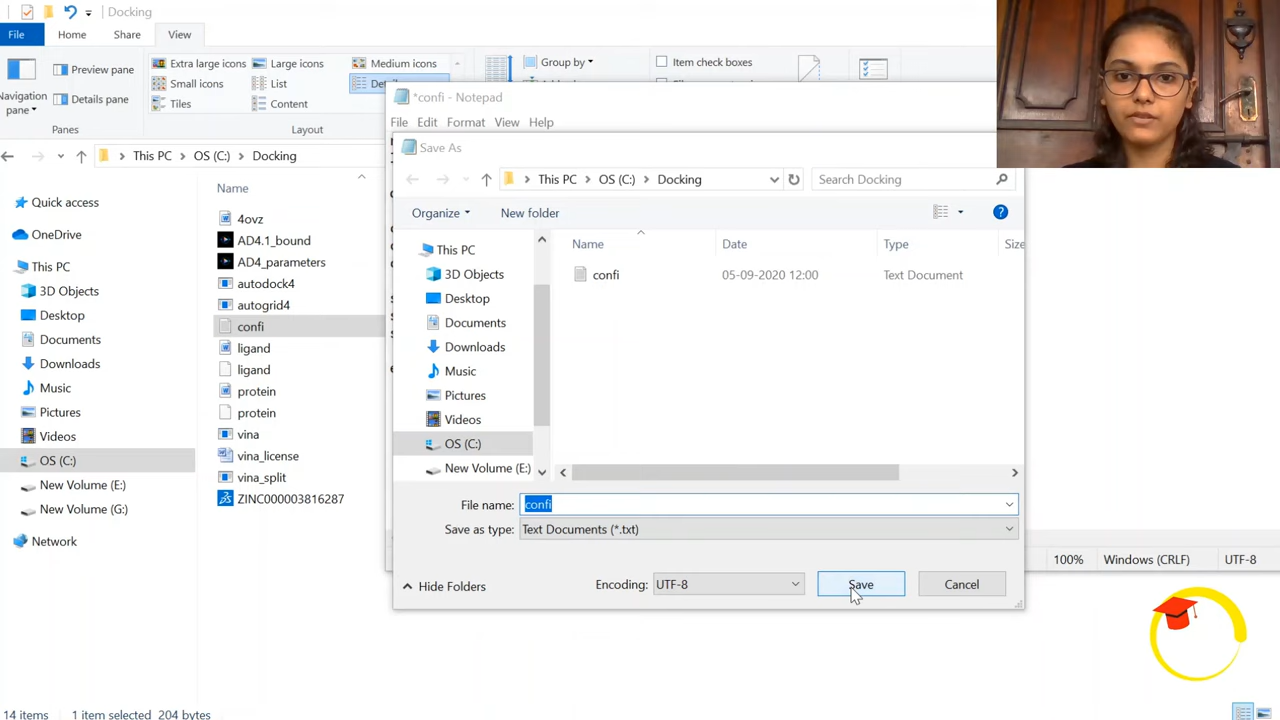 Docking
File Home Share View
Preview pane
Details pane
Navigation
pane
Panes
Extra large icons Large icons Medium icons
Small icons List Details
Tiles Content
Layout
Group by
Item check boxes
This PC OS (C:) Docking
Quick access
OneDrive
This PC
3D Objects
Desktop
Documents
Downloads
Music
Pictures
Videos
OS (C:)
New Volume (E:)
New Volume (G:)
Network
Name
4ovz
AD4.1_bound
AD4_parameters
autodock4
autogrid4
confi
ligand
ligand
protein
protein
vina
vina_license
vina_split
ZINC000003816287
*confi - Notepad
File Edit Format View Help
Save As
This PC OS (C:) Docking
Search Docking
Organize New folder
This PC
3D Objects
Desktop
Documents
Downloads
Music
Pictures
Videos
OS (C:)
New Volume (E:)
Name Date Type Size
confi 05-09-2020 12:00 Text Document
File name: confi
Save as type: Text Documents (*.txt)
Hide Folders Encoding: UTF-8 Save Cancel
100% Windows (CRLF) UTF-8
14 items 1 item selected 204 bytes